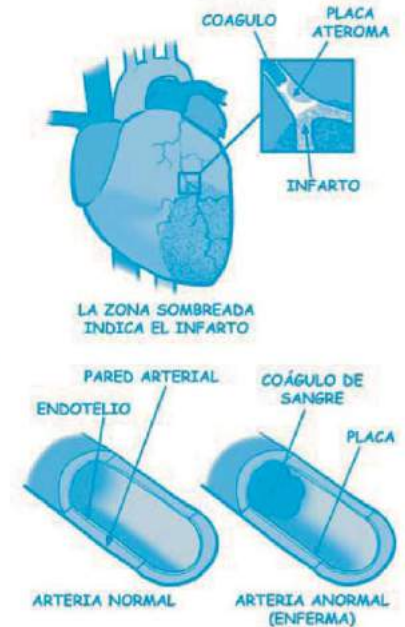 COAGULO
PLACA
ATEROMA
INFARTO
LA ZONA SOMBREADA
INDICA EL INFARTO
PARED ARTERIAL
ENDOTELIO
COÁGULO DE
SANGRE
PLACA
ARTERIA NORMAL
ARTERIA ANORMAL
(ENFERMA)